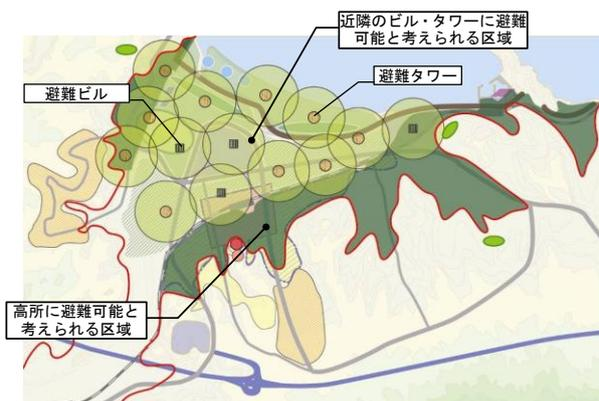 近隣のビル・タワーに避難
可能と考えられる区域
避難タワー
避難ビル
高所に避難可能と
考えられる区域